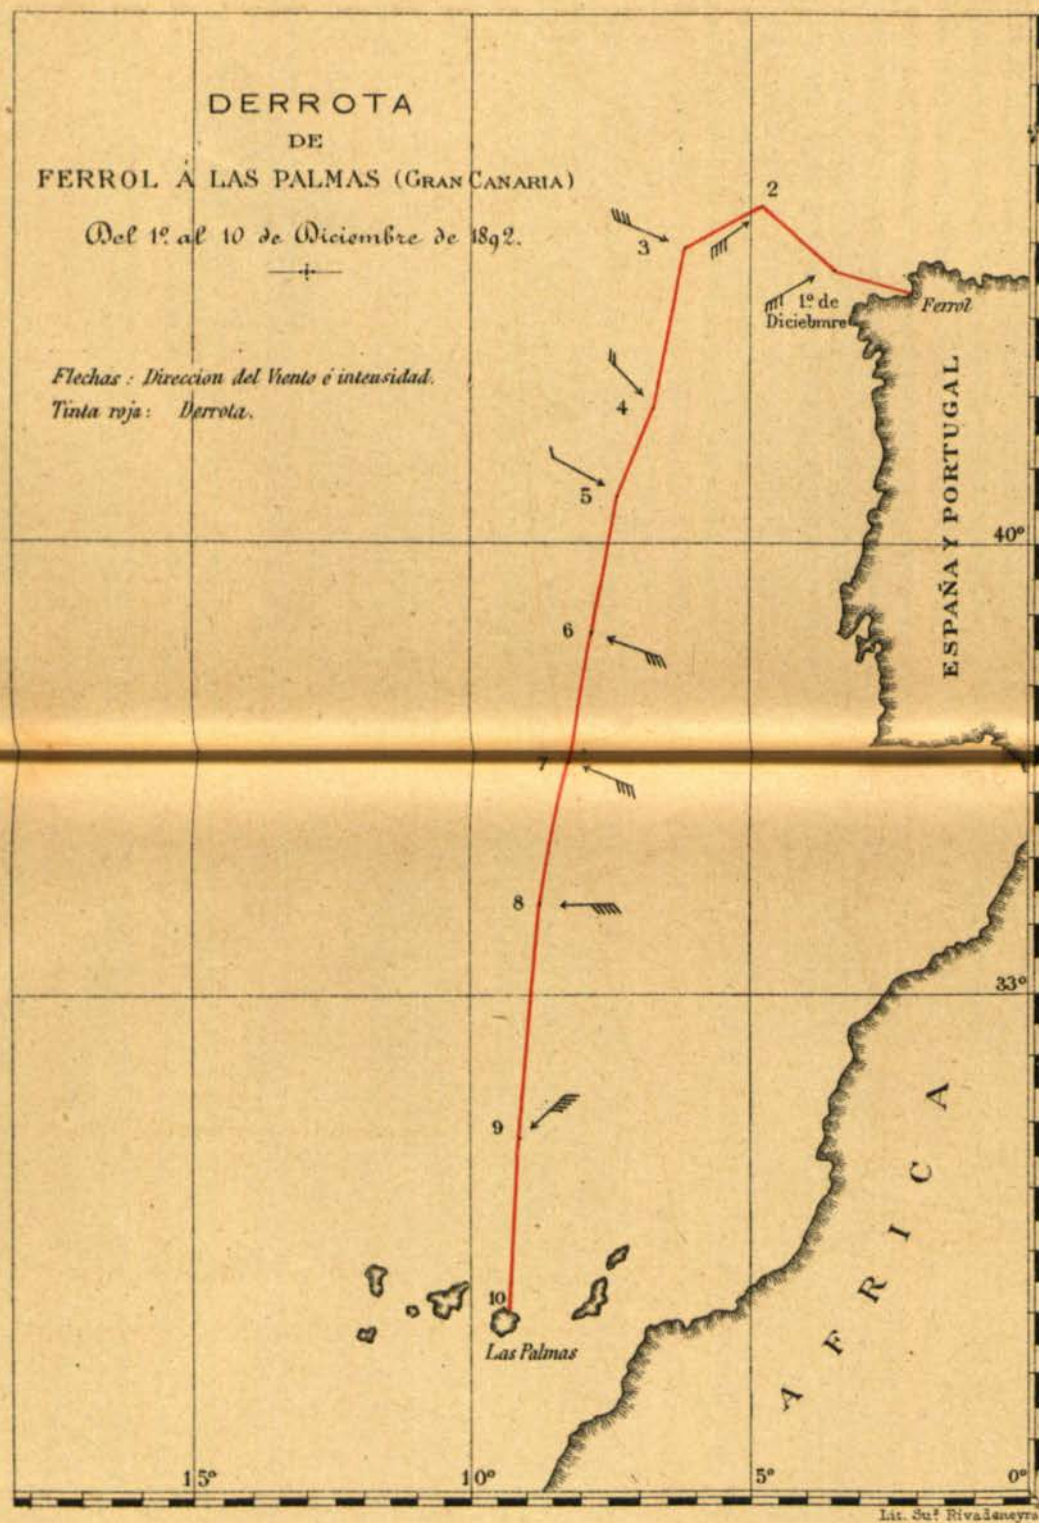 DERROTA
DE
FERROL Á LAS PALMAS (GRAN CANARIA)
Del 1º. al 10 de Diciembre de 1892.
Flechas: Direccion del Viento é intensidad.
Tinta roja: Derrota.
2
3
1º. de
Diciebmre
Ferrol
4
5
ESPAÑA Y PORTUGAL
40º
6
7
8
33º
9
AFRICA
10
Las Palmas
15º
10º
5º
0º
Lit. Suc. Rivadeneyra